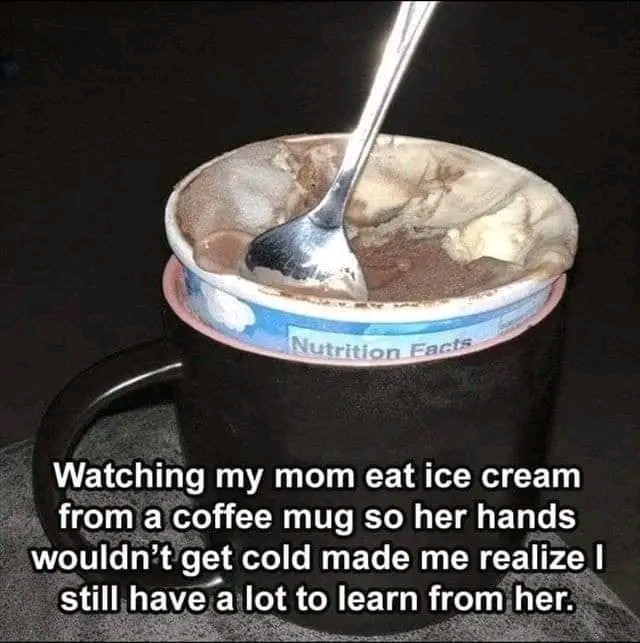 Nutrition Facts
Watching my mom eat ice cream
from a coffee mug so her hands
wouldn't get cold made me realize I
still have a lot to learn from her.